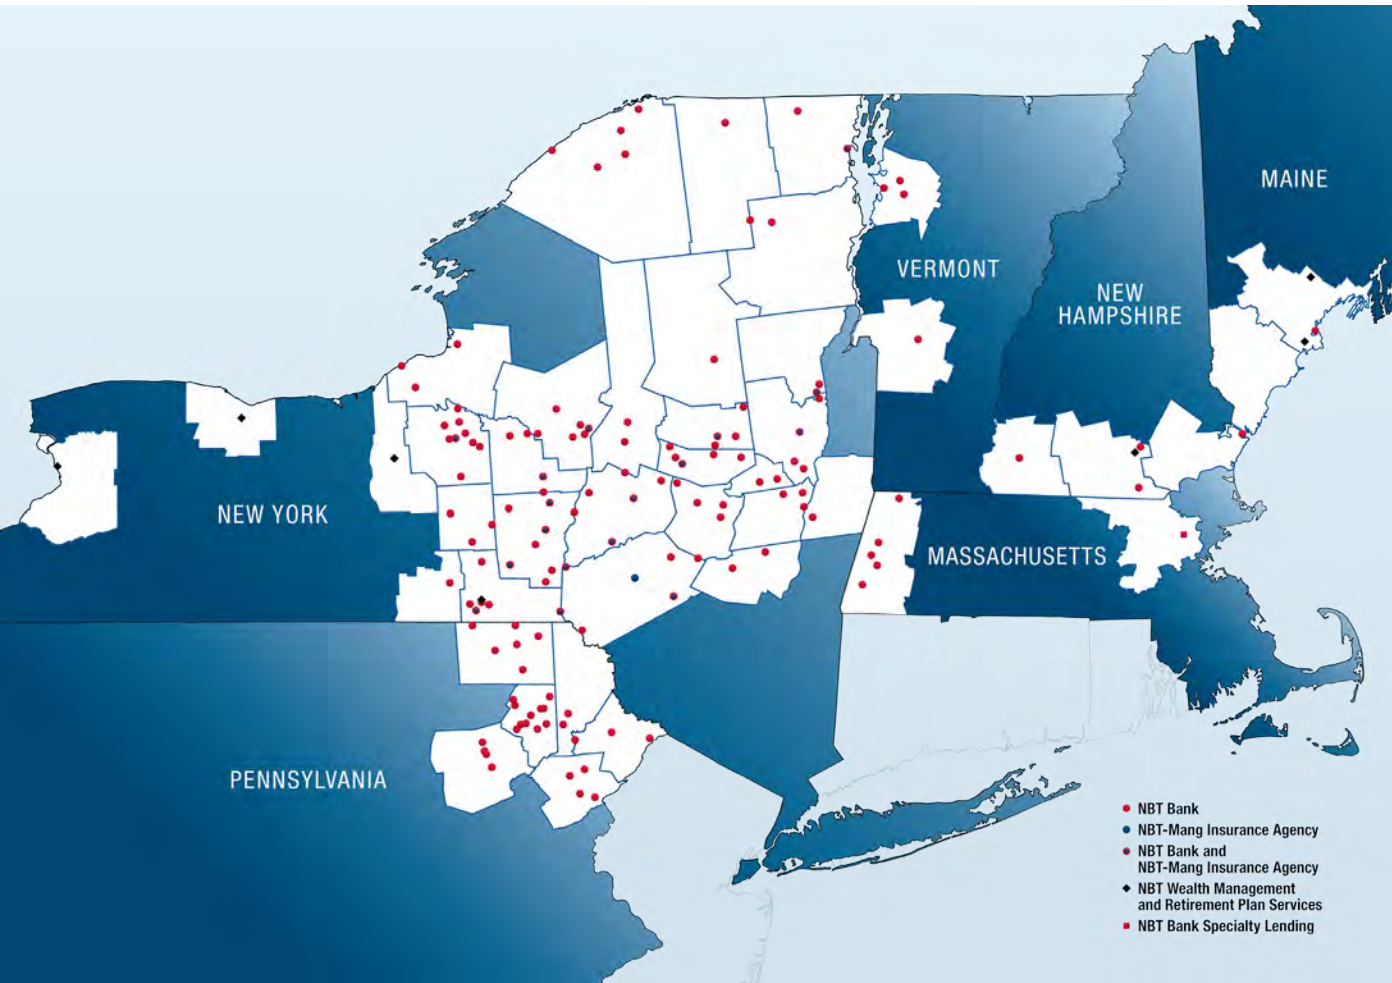 MAINE
VERMONT
NEW
HAMPSHIRE
NEW YORK
MASSACHUSETTS
PENNSYLVANIA
NBT Bank
NBT-Mang Insurance Agency
NBT Bank and
NBT-Mang Insurance Agency
NBT Wealth Management
and Retirement Plan Services
NBT Bank Specialty Lending